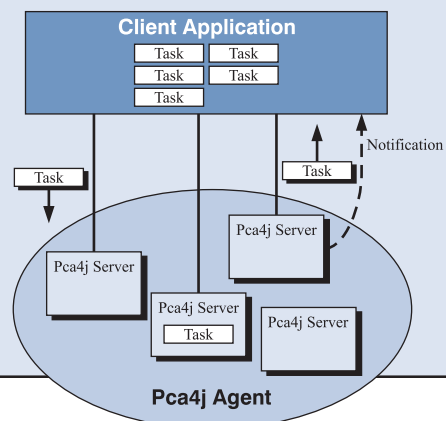 Client Application
Task Task
Task Task
Task
Notification
Task
Task
Pca4j Server
Pca4j Server
Pca4j Server
Task
Pca4j Server
Pca4j Agent